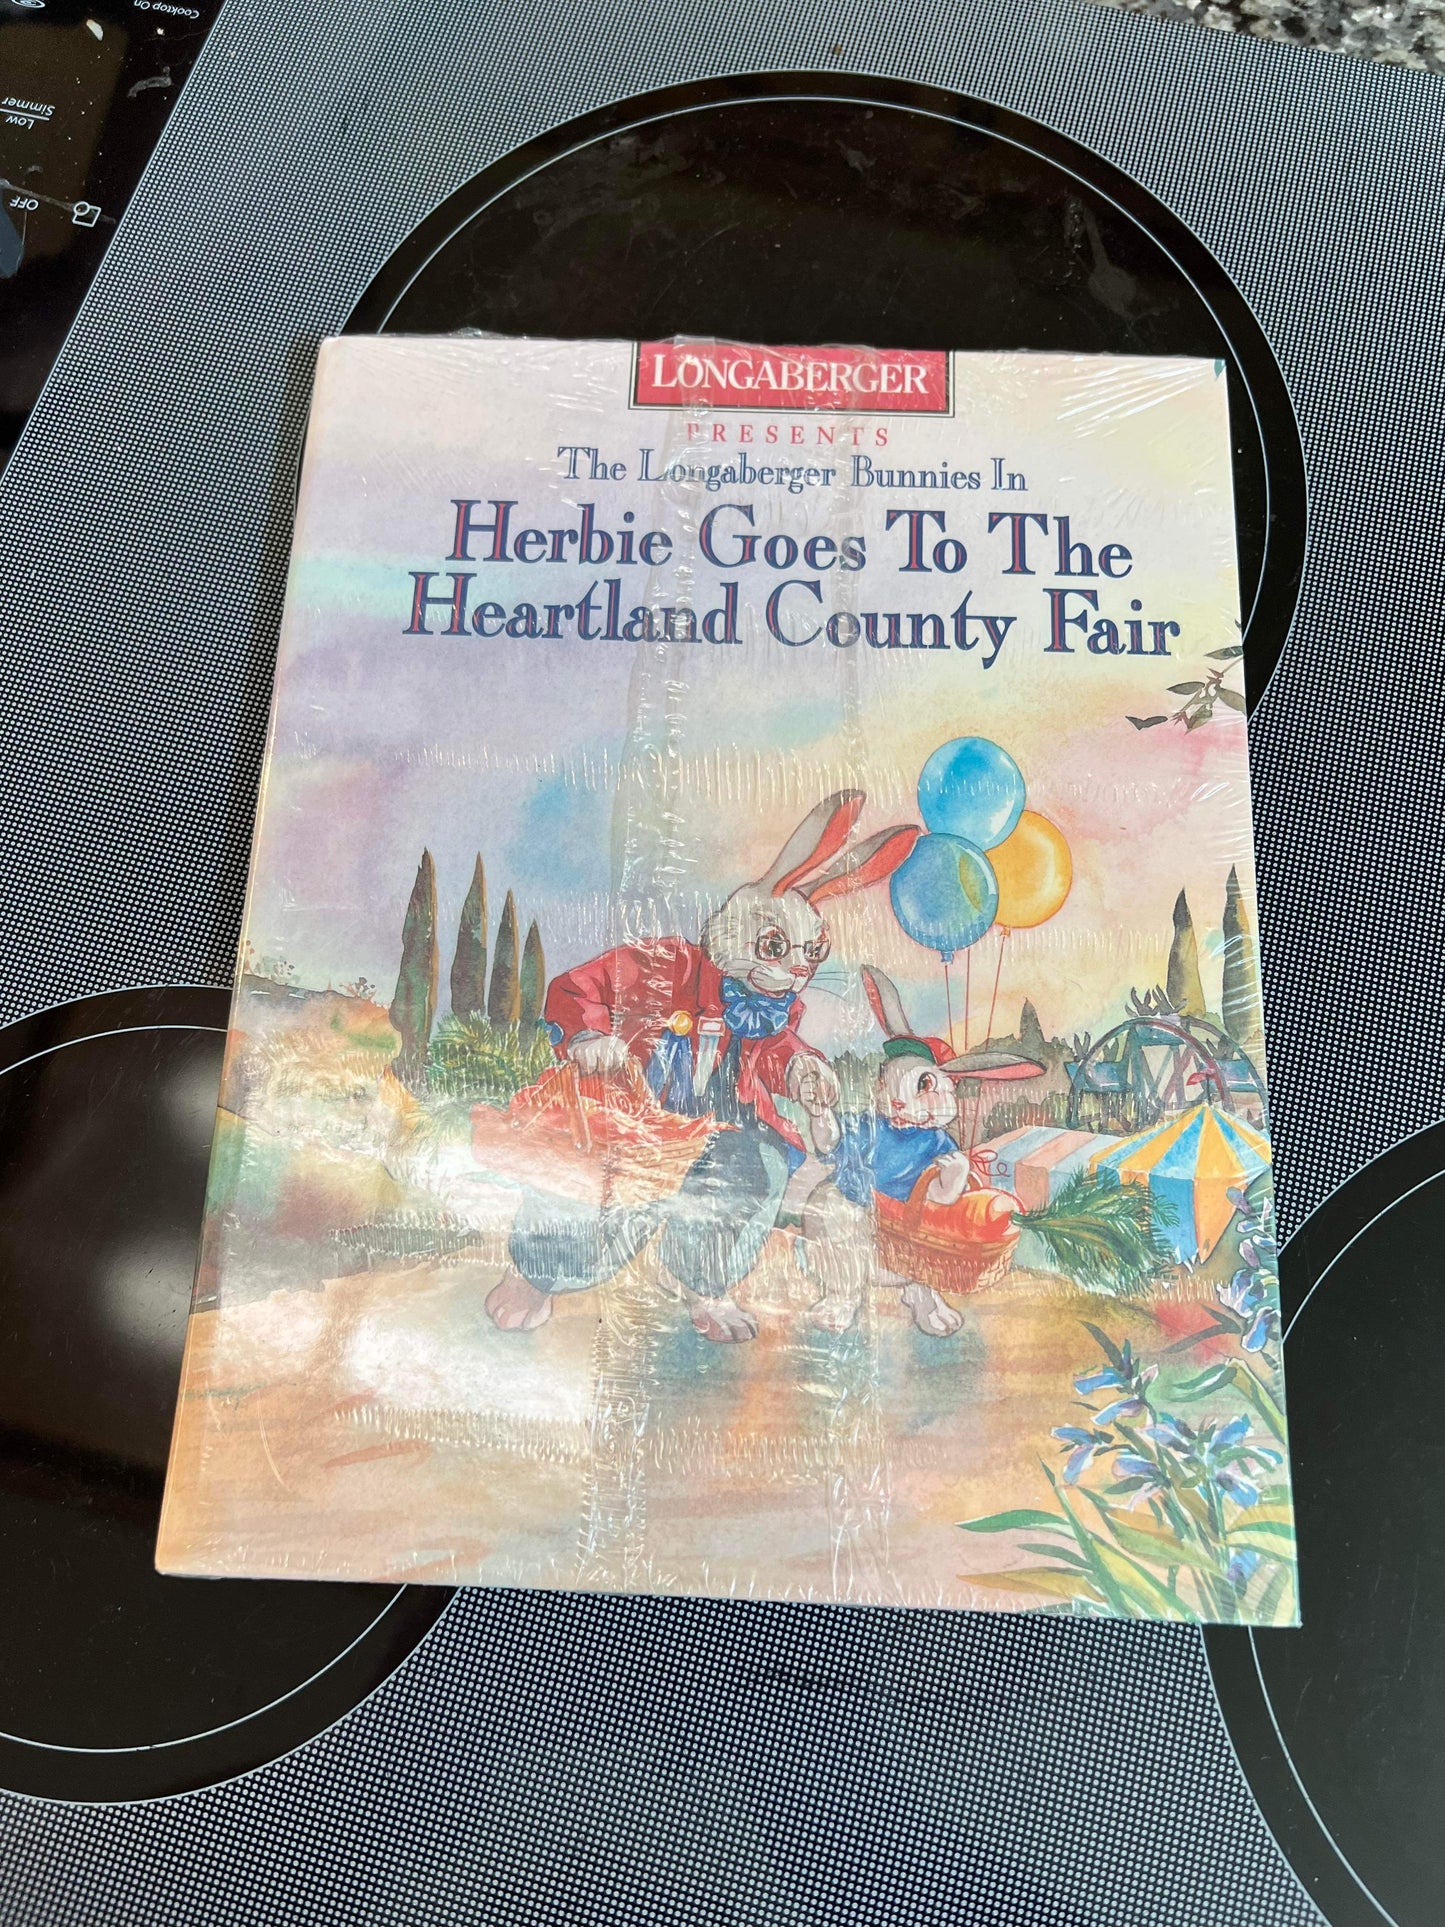 Cooktop On
Simmer
Low
OFF
LONGABERGER
PRESENTS
The Longaberger Bunnies In
Herbie Goes To The
Heartland County Fair